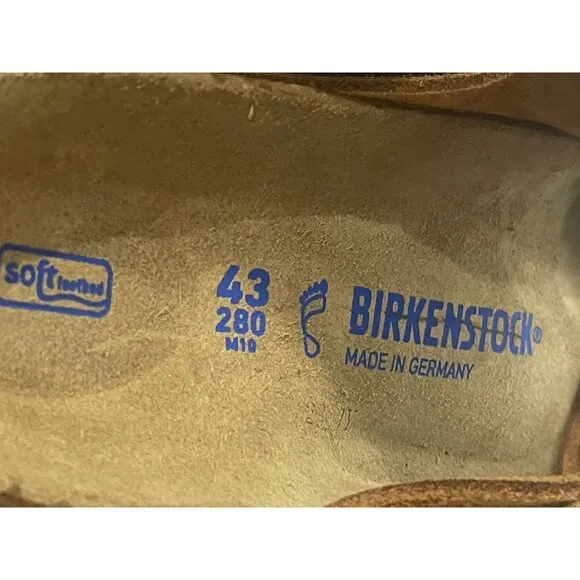 soft footbed
43
280
M10
BIRKENSTOCK®
MADE IN GERMANY